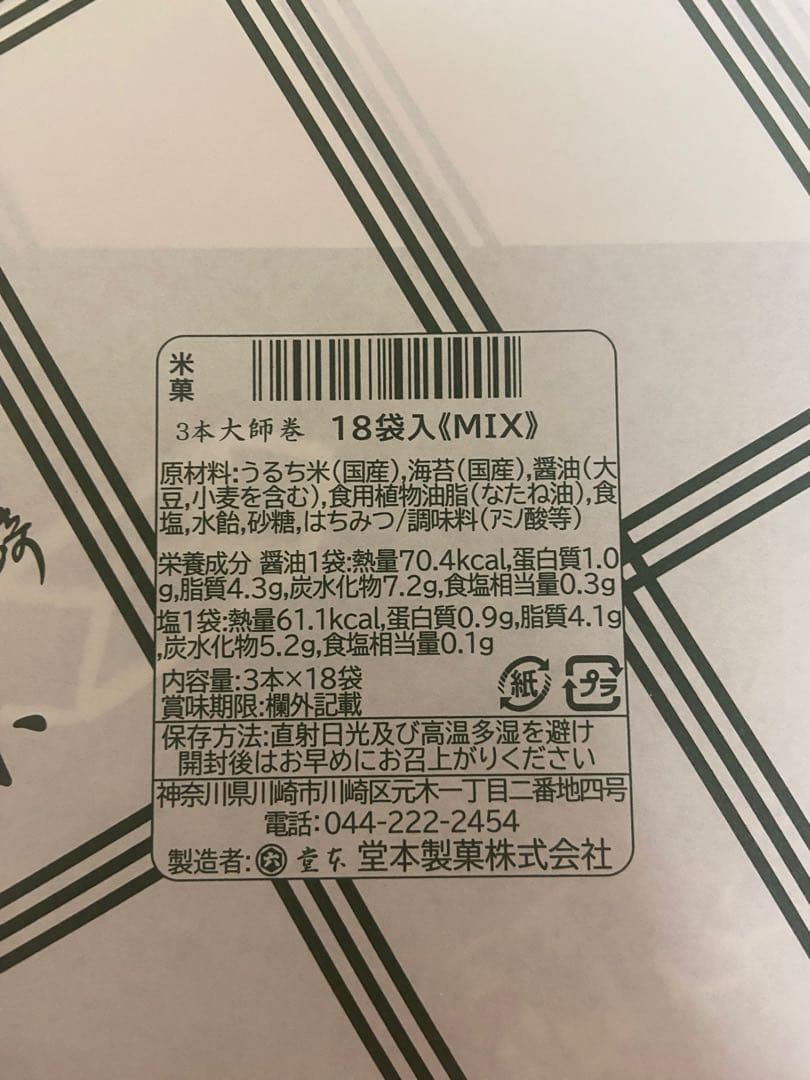 米菓
3本大師巻 18袋入《MIX》
原材料:うるち米(国産),海苔(国産),醤油(大
豆,小麦を含む),食用植物油脂(なたね油),食
塩,水飴,砂糖,はちみつ/調味料(アミノ酸等)
栄養成分 醤油1袋:熱量70.4kcal,蛋白質1.0
g,脂質4.3g,炭水化物7.2g,食塩相当量0.3g
塩1袋:熱量61.1kcal,蛋白質0.9g,脂質4.1g
,炭水化物5.2g,食塩相当量0.1g
内容量:3本×18袋
紙 プラ
賞味期限:欄外記載
保存方法:直射日光及び高温多湿を避け
開封後はお早めにお召上がりください
神奈川県川崎市川崎区元木一丁目二番地四号
電話:044-222-2454
製造者: 堂本 堂本製菓株式会社